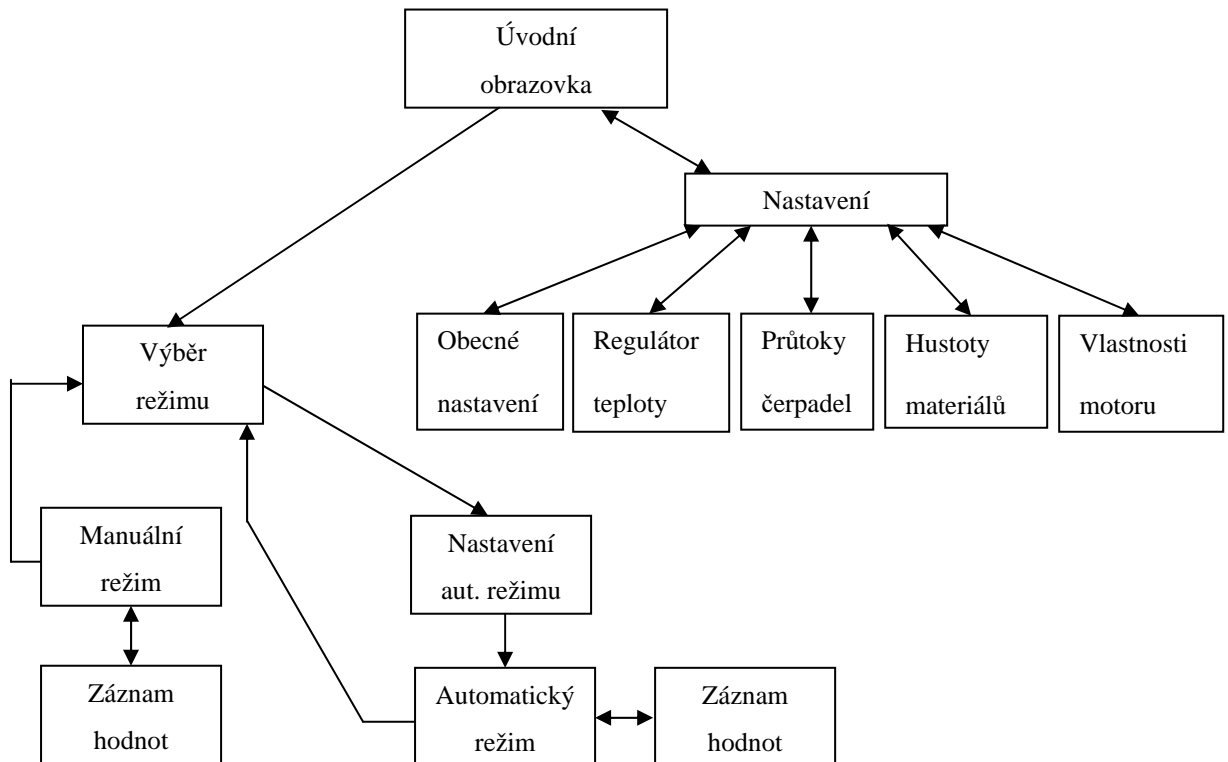 Úvodní
obrazovka
Nastavení
Obecné
nastavení
Regulátor
teploty
Průtoky
čerpadel
Hustoty
materiálů
Vlastnosti
motoru
Výběr
režimu
Manuální
režim
Nastavení
aut. režimu
Záznam
hodnot
Automatický
režim
Záznam
hodnot